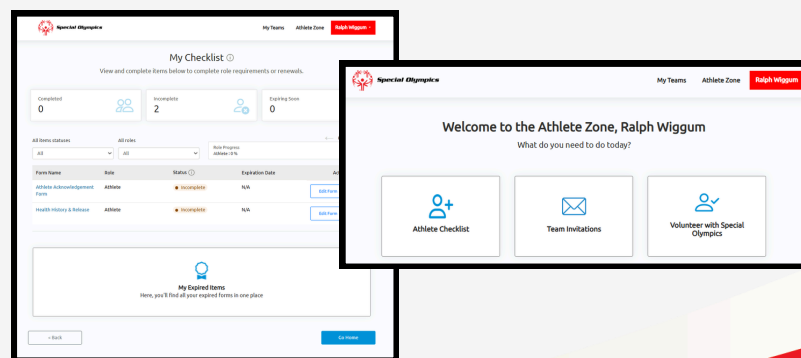 Special Olympics
My Teams Athlete Zone Ralph Wiggum
My Checklist
View and complete items below to complete role requirements or renewals.
Completed
0
Incomplete
2
Expiring Soon
0
All items statuses
All
All roles
All
Role Progress
Athlete : 0 %
Form Name Role Status Expiration Date
Athlete Acknowledgement Form Athlete Incomplete N/A Edit Form
Health History & Release Athlete Incomplete N/A Edit Form
My Expired Items
Here, you'll find all your expired forms in one place
< Back
Go Home
Special Olympics
My Teams Athlete Zone Ralph Wiggum
Welcome to the Athlete Zone, Ralph Wiggum
What do you need to do today?
Athlete Checklist
Team Invitations
Volunteer with Special
Olympics